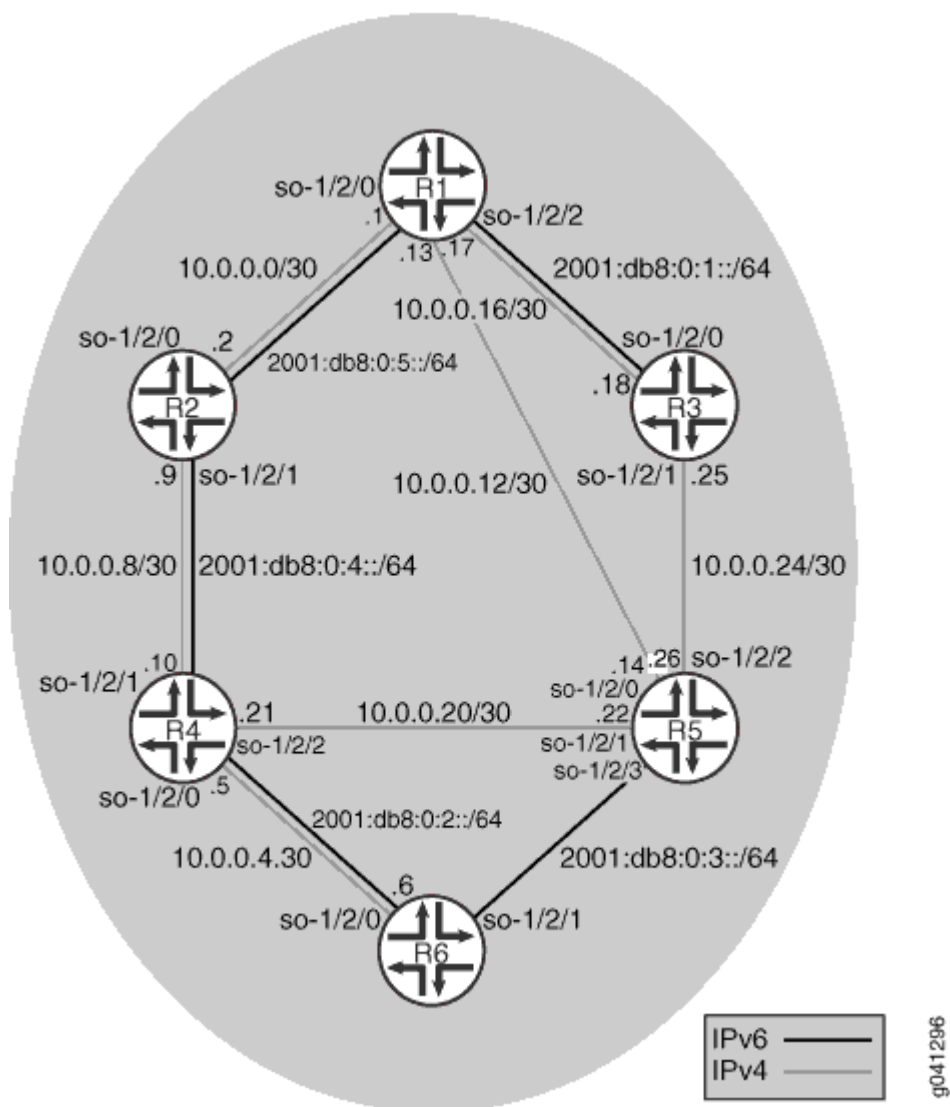 R1
so-1/2/0
.1
so-1/2/2
.13
.17
10.0.0.0/30
2001:db8:0:1::/64
10.0.0.16/30
so-1/2/0
.2
2001:db8:0:5::/64
so-1/2/0
.18
R2
R3
.9
so-1/2/1
10.0.0.12/30
so-1/2/1
.25
10.0.0.8/30
2001:db8:0:4::/64
10.0.0.24/30
.10
so-1/2/1
.14
.26
so-1/2/2
so-1/2/0
.21
10.0.0.20/30
.22
R4
R5
so-1/2/2
so-1/2/1
so-1/2/3
so-1/2/0
.5
2001:db8:0:2::/64
10.0.0.4.30
2001:db8:0:3::/64
.6
so-1/2/0
so-1/2/1
R6
IPv6
IPv4
g041296